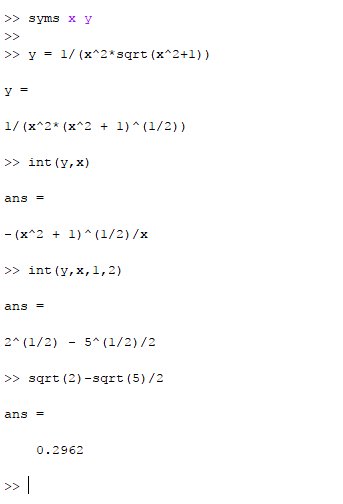 >> syms x y
>>
>> y = 1/(x^2*sqrt(x^2+1))
y =
1/(x^2*(x^2 + 1)^(1/2))
>> int(y,x)
ans =
-(x^2 + 1)^(1/2)/x
>> int(y,x,1,2)
ans =
2^(1/2) - 5^(1/2)/2
>> sqrt(2)-sqrt(5)/2
ans =
0.2962
>>